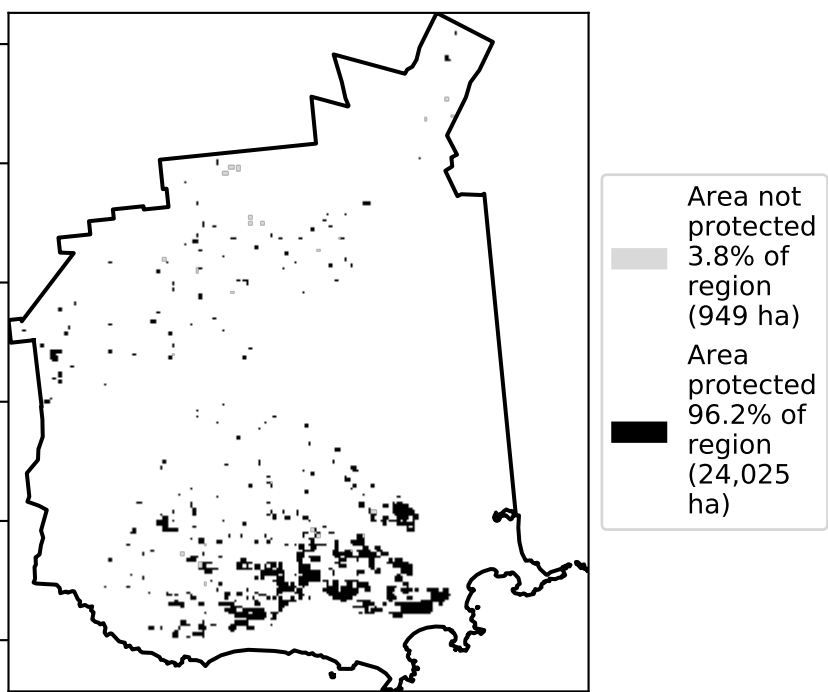 Area not
protected
3.8% of
region
(949 ha)
Area
protected
96.2% of
region
(24,025
ha)